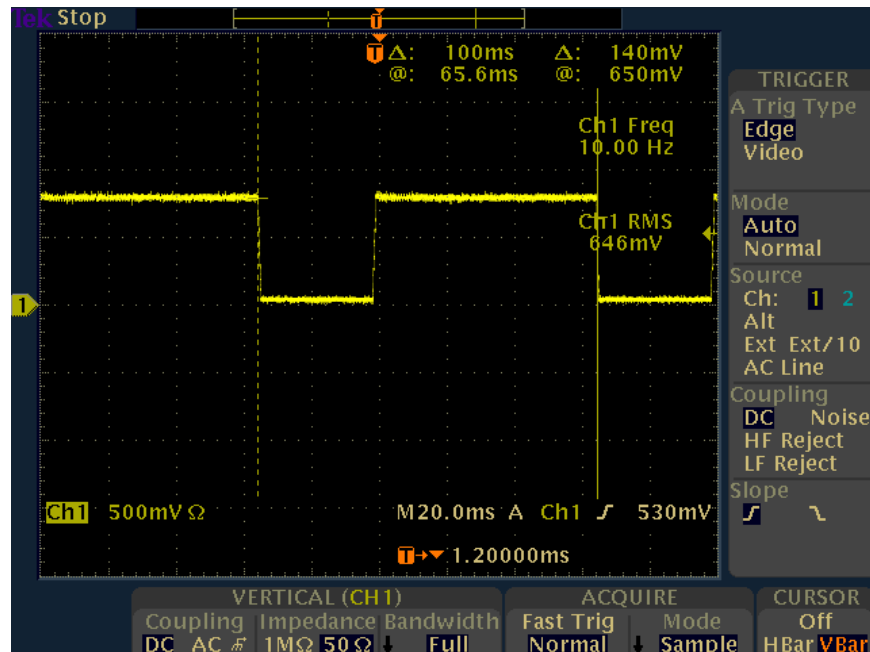 Tek Stop
T
T Δ: 100ms Δ: 140mV
@: 65.6ms @: 650mV
Ch1 Freq
10.00 Hz
Ch1 RMS
646mV
1
Ch1 500mV Ω M20.0ms A Ch1 530mV
T 1.20000ms
TRIGGER
A Trig Type
Edge
Video
Mode
Auto
Normal
Source
Ch: 1 2
Alt
Ext Ext/10
AC Line
Coupling
DC Noise
HF Reject
LF Reject
Slope
VERTICAL (CH1) ACQUIRE CURSOR
Coupling Impedance Bandwidth Fast Trig Mode Off
DC AC 1MΩ 50 Ω Full Normal Sample HBar VBar